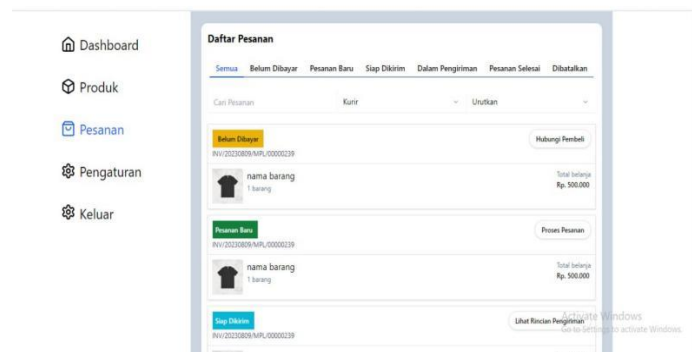 Dashboard
Produk
Pesanan
Pengaturan
Keluar
Daftar Pesanan
Semua Belum Dibayar Pesanan Baru Siap Dikirim Dalam Pengiriman Pesanan Selesai Dibatalkan
Cari Pesanan Kurir Urutkan
Belum Dibayar Hubungi Pembeli
INV/20230809/MPL/00000239
nama barang Total belanja
1 barang Rp. 500.000
Pesanan Baru Proses Pesanan
INV/20230809/MPL/00000239
nama barang Total belanja
1 barang Rp. 500.000
Siap Dikirim Lihat Rincian Pengiriman
INV/20230809/MPL/00000239
Activate Windows
Go to Settings to activate Windows.